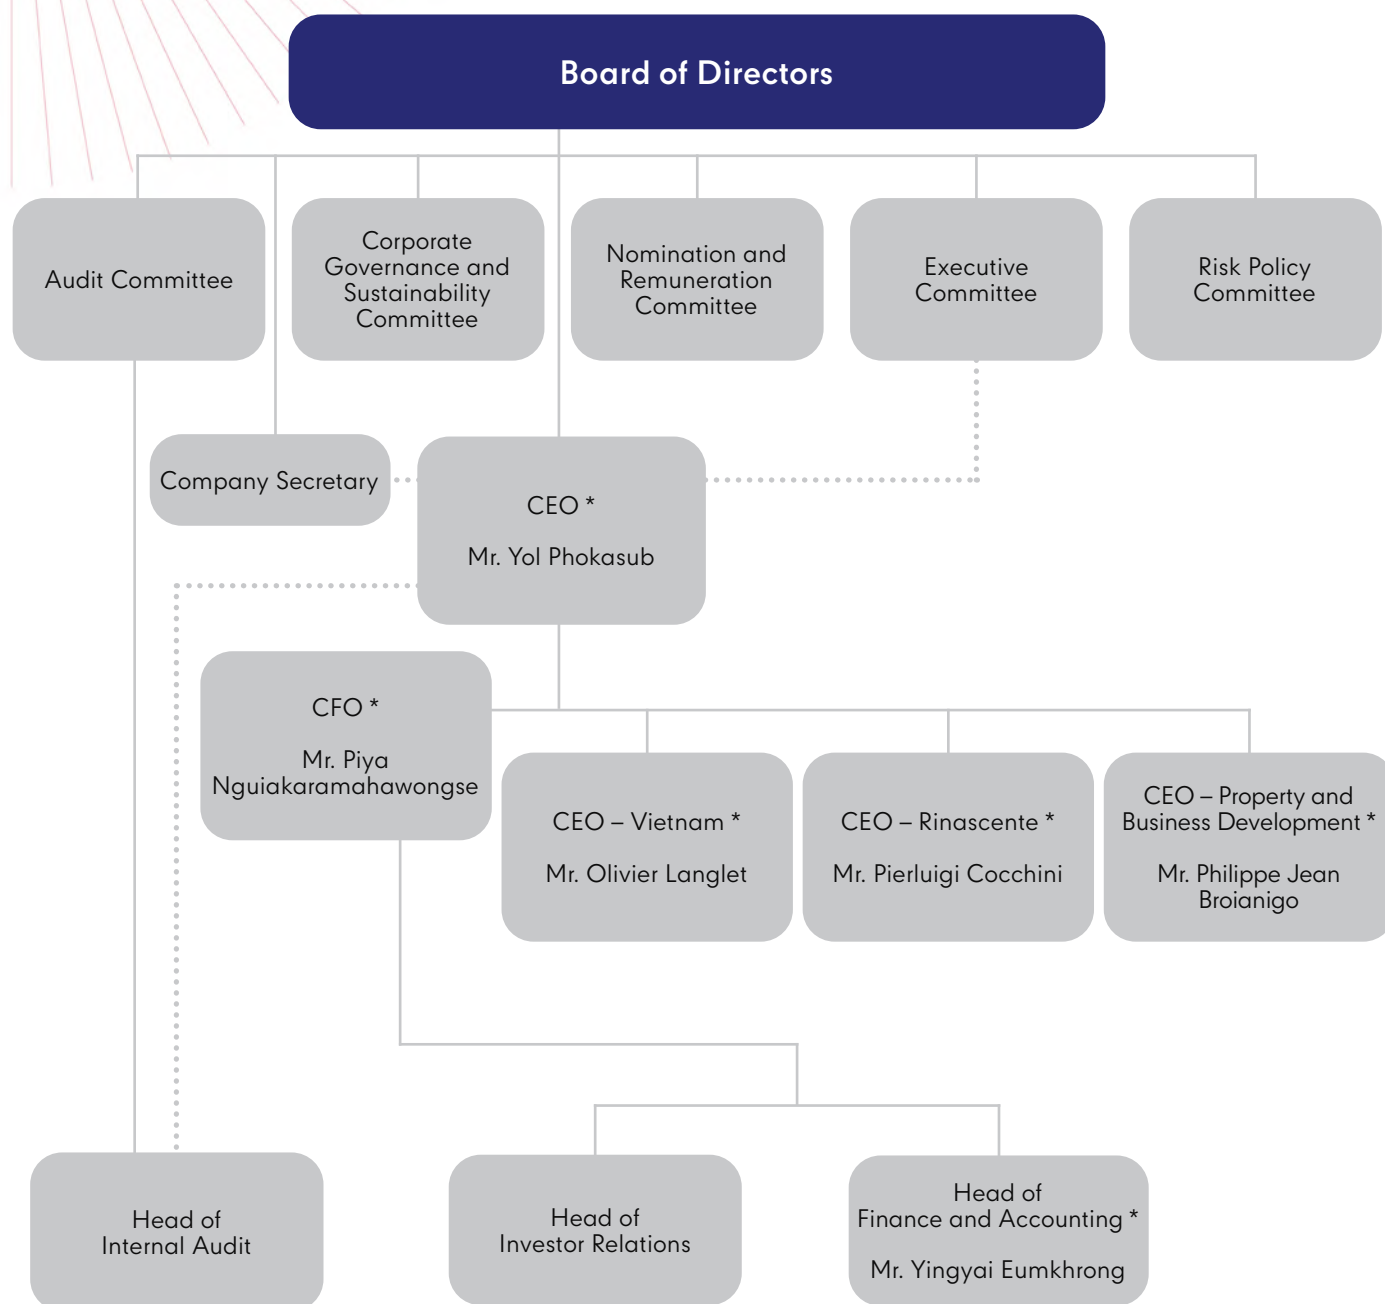 Board of Directors
Audit Committee
Corporate
Governance and
Sustainability
Committee
Nomination and
Remuneration
Committee
Executive
Committee
Risk Policy
Committee
Company Secretary
CEO *
Mr. Yol Phokasub
CFO *
Mr. Piya
Nguiakaramahawongse
CEO – Vietnam *
Mr. Olivier Langlet
CEO – Rinascente *
Mr. Pierluigi Cocchini
CEO – Property and
Business Development *
Mr. Philippe Jean
Broianigo
Head of
Internal Audit
Head of
Investor Relations
Head of
Finance and Accounting *
Mr. Yingyai Eumkhrong